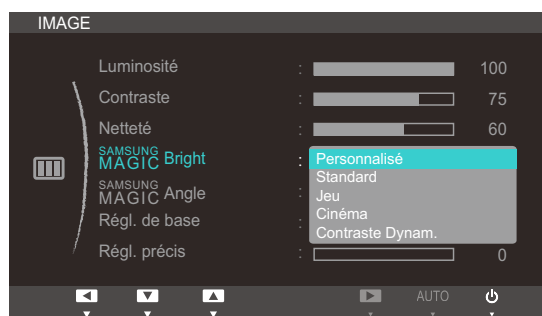 IMAGE
Luminosité : 100
Contraste : 75
Netteté : 60
SAMSUNG MAGIC Bright : Personnalisé
Standard
SAMSUNG MAGIC Angle : Jeu
Cinéma
Régl. de base : Contraste Dynam.
Régl. précis : 0
AUTO